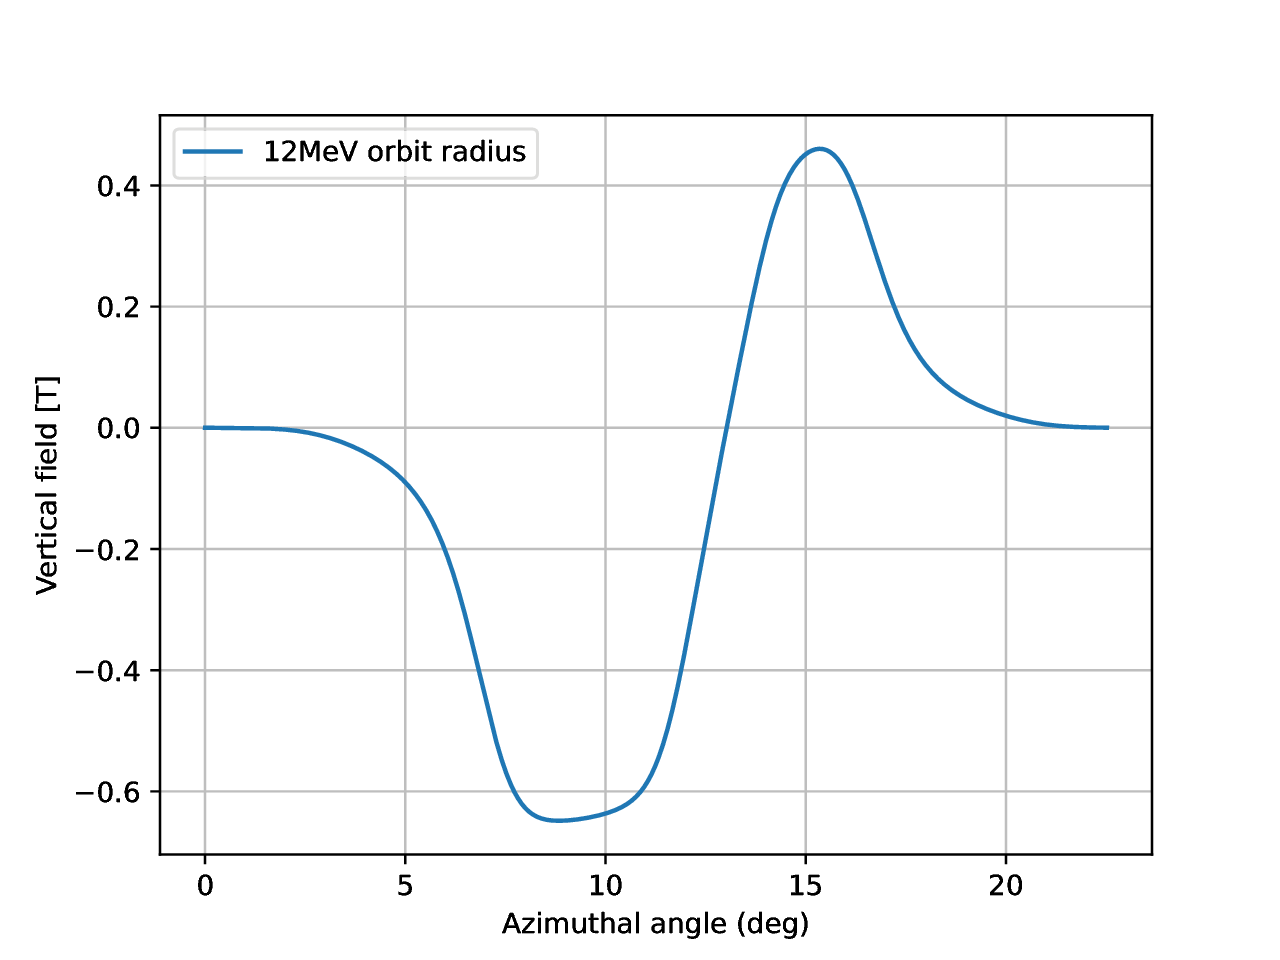 12MeV orbit radius
0.4
0.2
0.0
−0.2
−0.4
−0.6
Vertical field [T]
0 5 10 15 20
Azimuthal angle (deg)